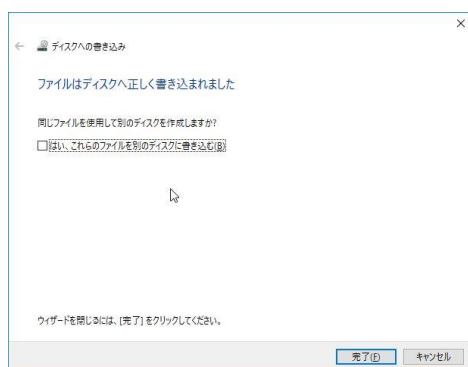 ディスクへの書き込み
ファイルはディスクへ正しく書き込まれました
同じファイルを使用して別のディスクを作成しますか?
はい、これらのファイルを別のディスクに書き込む(B)
ウィザードを閉じるには、[完了] をクリックしてください。
完了(F) キャンセル